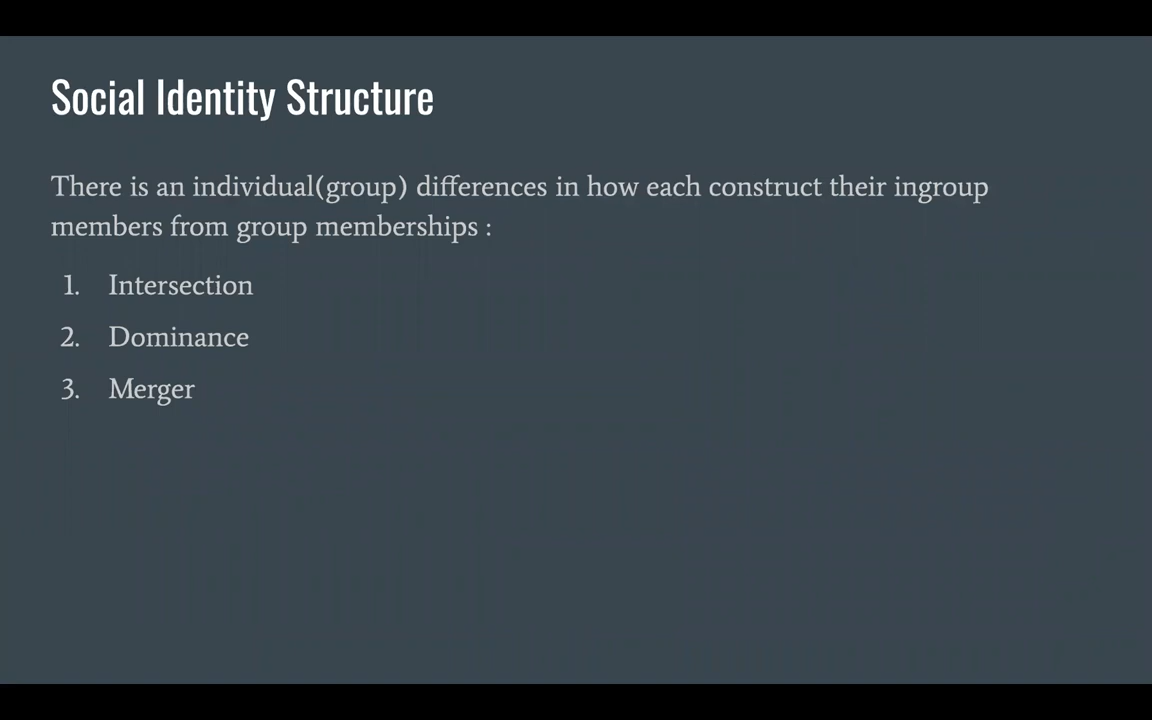 Social Identity Structure
There is an individual(group) differences in how each construct their ingroup
members from group memberships :
1. Intersection
2. Dominance
3. Merger